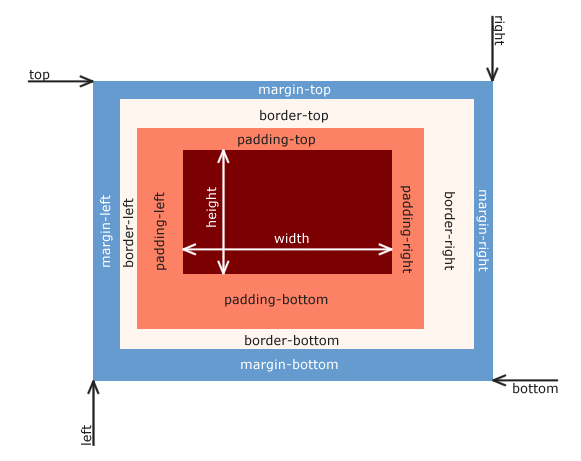 right
top
margin-top
border-top
padding-top
margin-left
border-left
padding-left
height
width
padding-right
border-right
margin-right
padding-bottom
border-bottom
margin-bottom
bottom
left